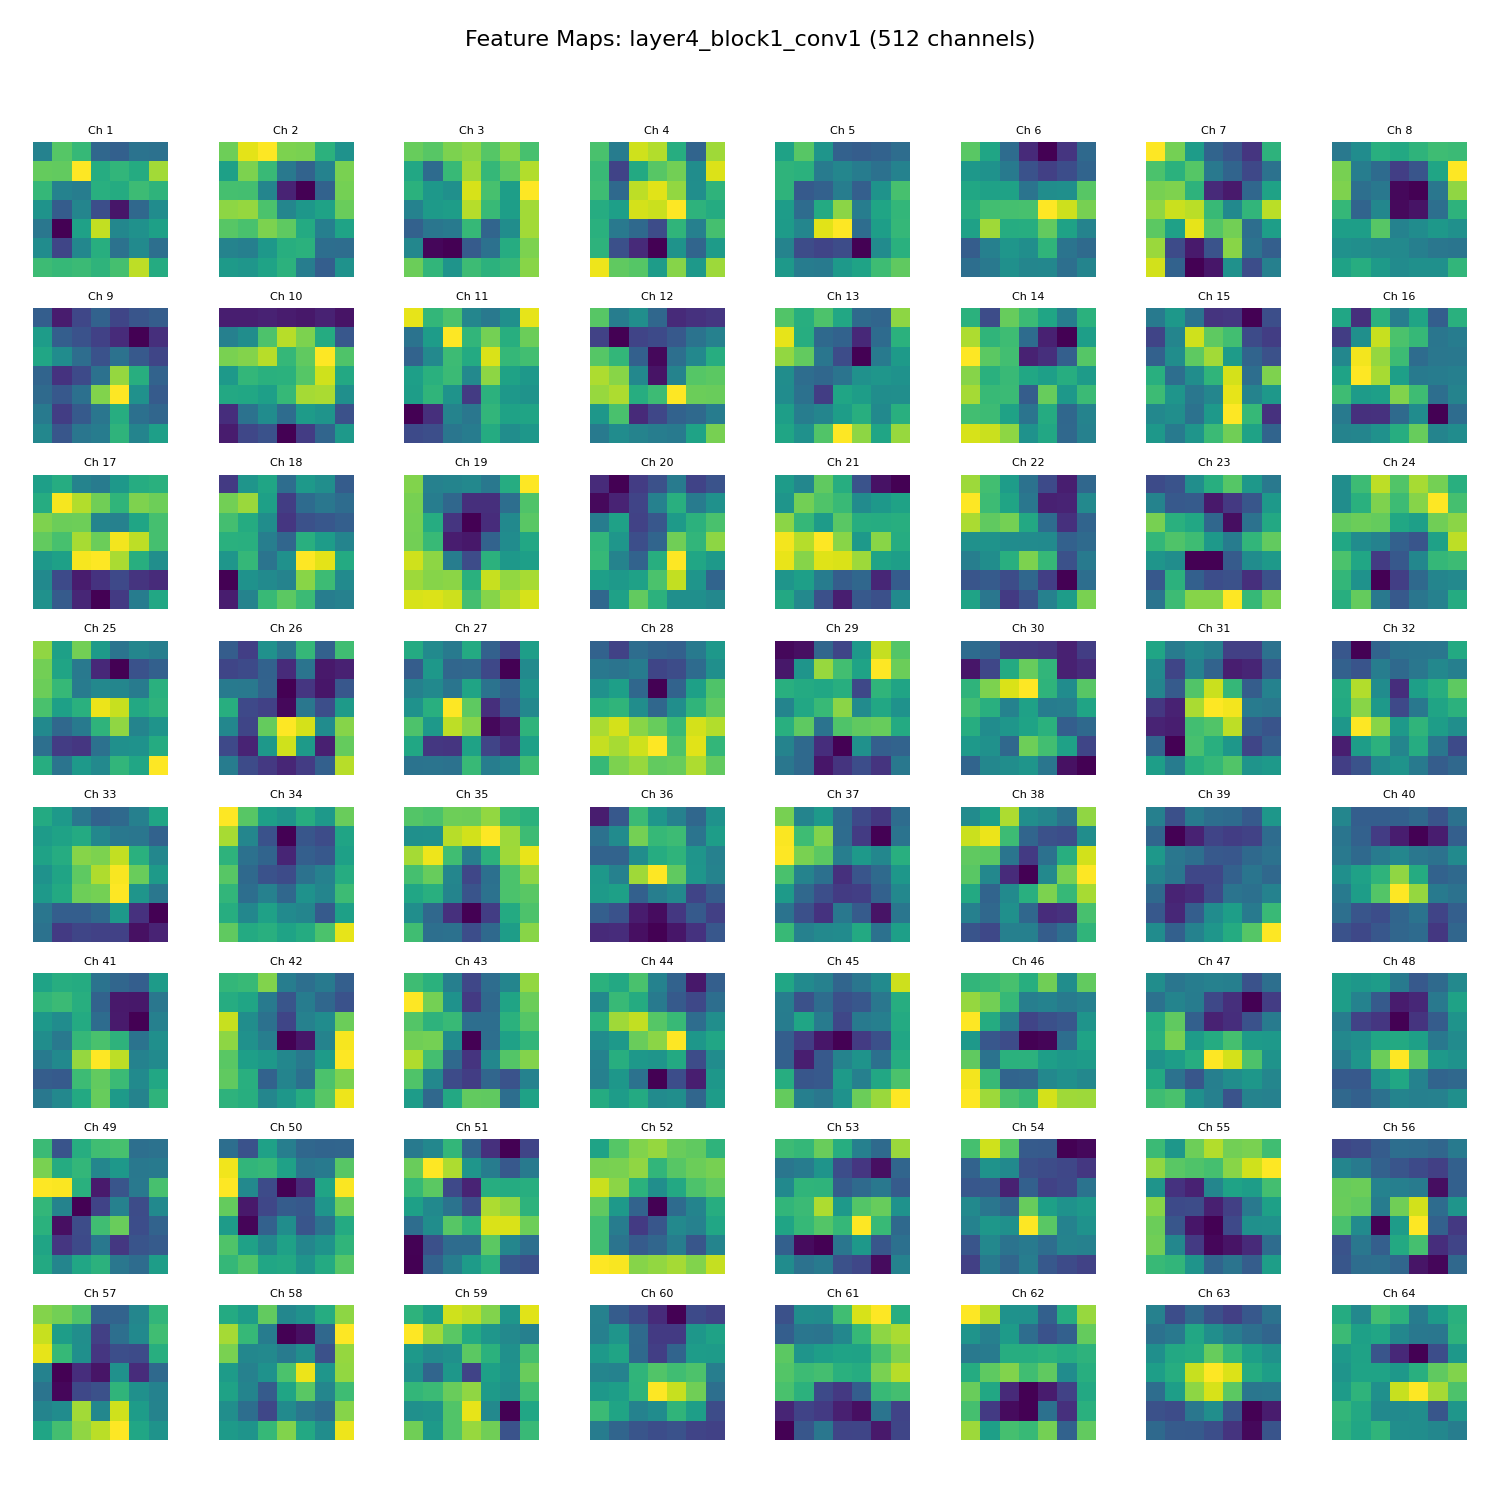 Feature Maps: layer4_block1_conv1 (512 channels)
Ch 1 Ch 2 Ch 3 Ch 4 Ch 5 Ch 6 Ch 7 Ch 8
Ch 9 Ch 10 Ch 11 Ch 12 Ch 13 Ch 14 Ch 15 Ch 16
Ch 17 Ch 18 Ch 19 Ch 20 Ch 21 Ch 22 Ch 23 Ch 24
Ch 25 Ch 26 Ch 27 Ch 28 Ch 29 Ch 30 Ch 31 Ch 32
Ch 33 Ch 34 Ch 35 Ch 36 Ch 37 Ch 38 Ch 39 Ch 40
Ch 41 Ch 42 Ch 43 Ch 44 Ch 45 Ch 46 Ch 47 Ch 48
Ch 49 Ch 50 Ch 51 Ch 52 Ch 53 Ch 54 Ch 55 Ch 56
Ch 57 Ch 58 Ch 59 Ch 60 Ch 61 Ch 62 Ch 63 Ch 64